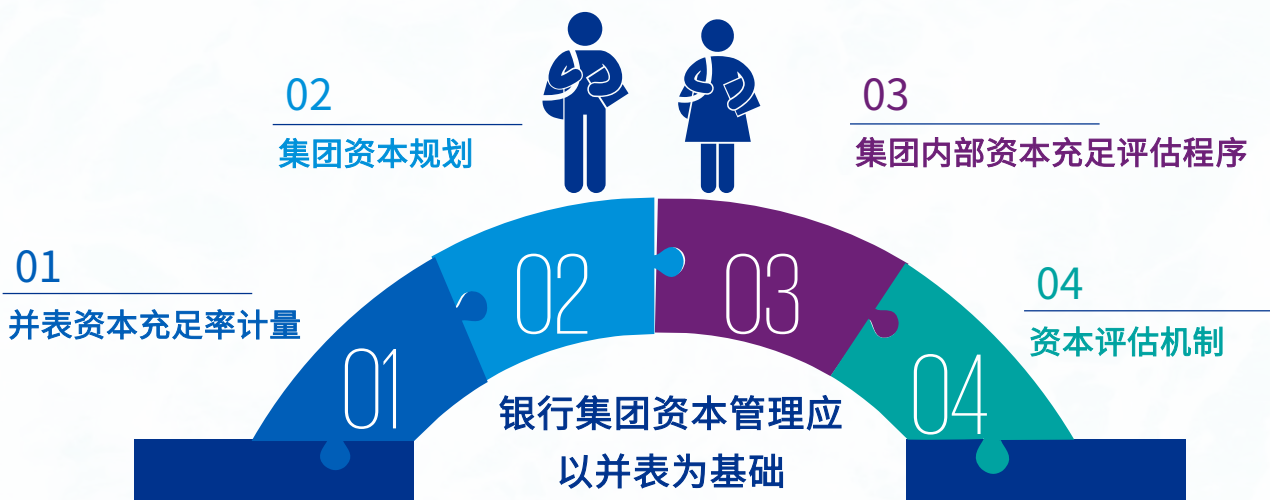 01
并表资本充足率计量
02
集团资本规划
03
集团内部资本充足评估程序
04
资本评估机制
01
02
03
04
银行集团资本管理应
以并表为基础